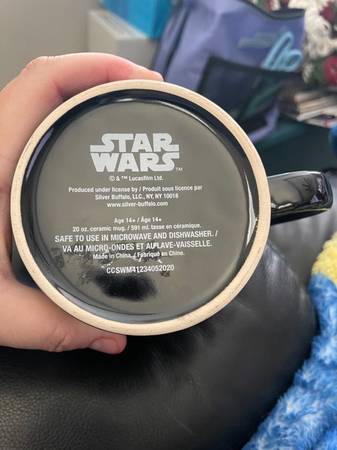 STAR
WARS™
© & ™ Lucasfilm Ltd.
Produced under license by / Produit sous licence par
Silver Buffalo, LLC, NY, NY 10018
www.silver-buffalo.com
Age 14+ / Âge 14+
20 oz. ceramic mug. / 591 ml tasse en céramique.
SAFE TO USE IN MICROWAVE AND DISHWASHER. /
VA AU MICRO-ONDES ET AU LAVE-VAISSELLE.
Made in China. / Fabriqué en Chine.
CCSWM41234052020